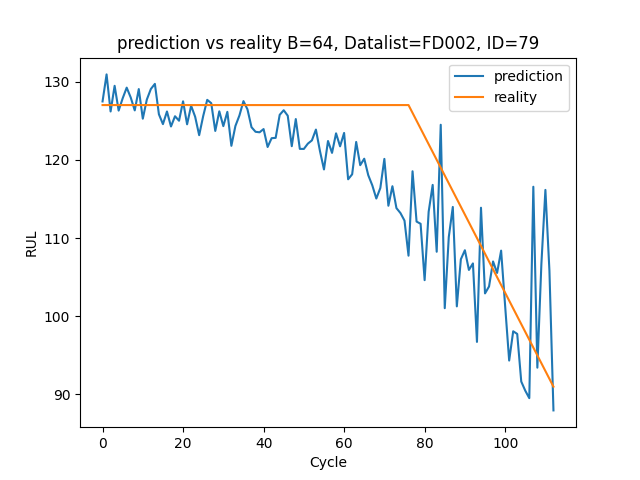 prediction vs reality B=64, Datalist=FD002, ID=79
prediction
reality
RUL
130
120
110
100
90
0 20 40 60 80 100
Cycle